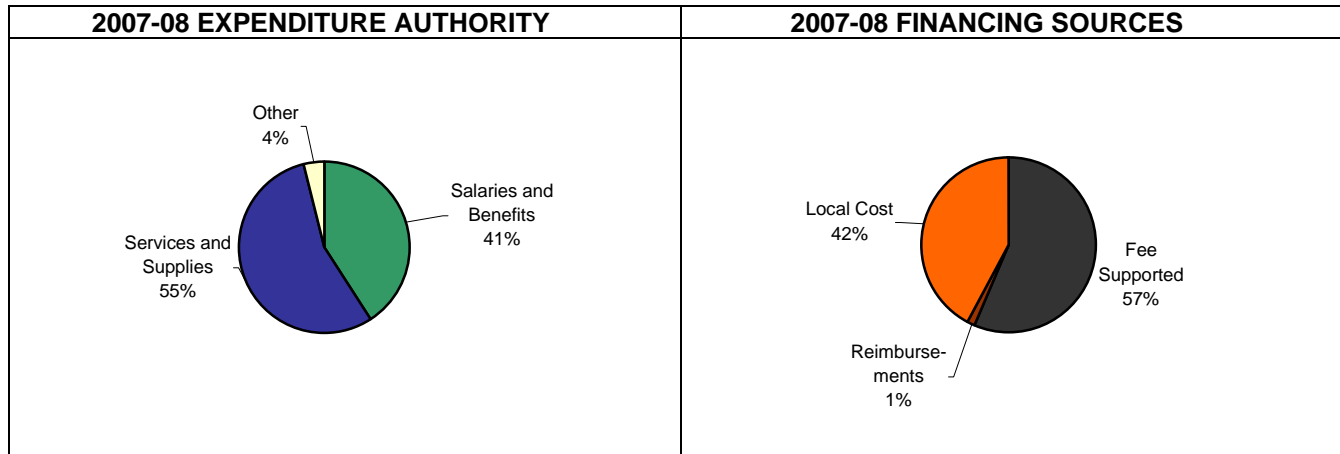 2007-08 EXPENDITURE AUTHORITY
Other
4%
Salaries and
Benefits
41%
Services and
Supplies
55%
2007-08 FINANCING SOURCES
Local Cost
42%
Fee
Supported
57%
Reimburse-
ments
1%